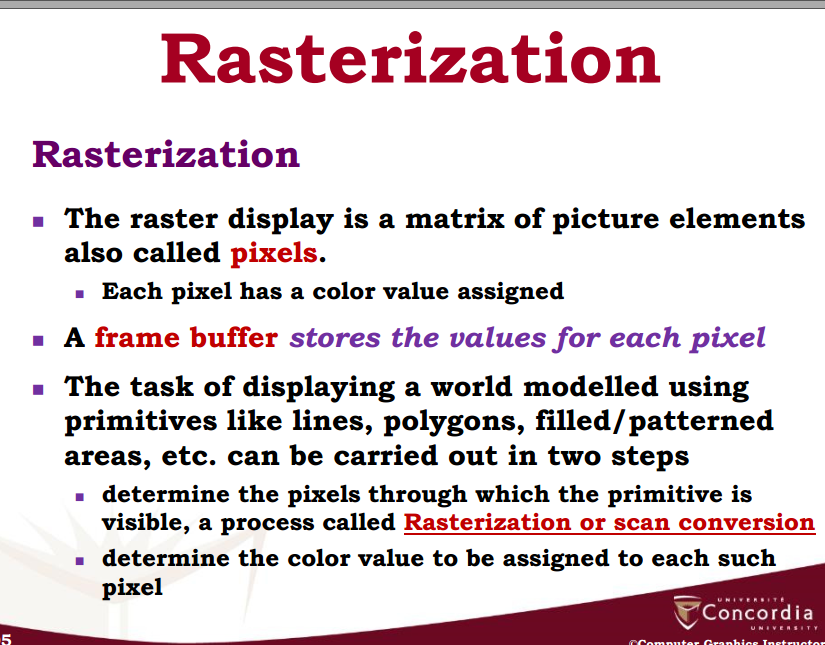 Rasterization
Rasterization
The raster display is a matrix of picture elements
also called pixels.
Each pixel has a color value assigned
A frame buffer stores the values for each pixel
The task of displaying a world modelled using
primitives like lines, polygons, filled/patterned
areas, etc. can be carried out in two steps
determine the pixels through which the primitive is
visible, a process called Rasterization or scan conversion
determine the color value to be assigned to each such
pixel
UNIVERSITÉ
Concordia
UNIVERSITY
5
©Computer Graphics Instructor